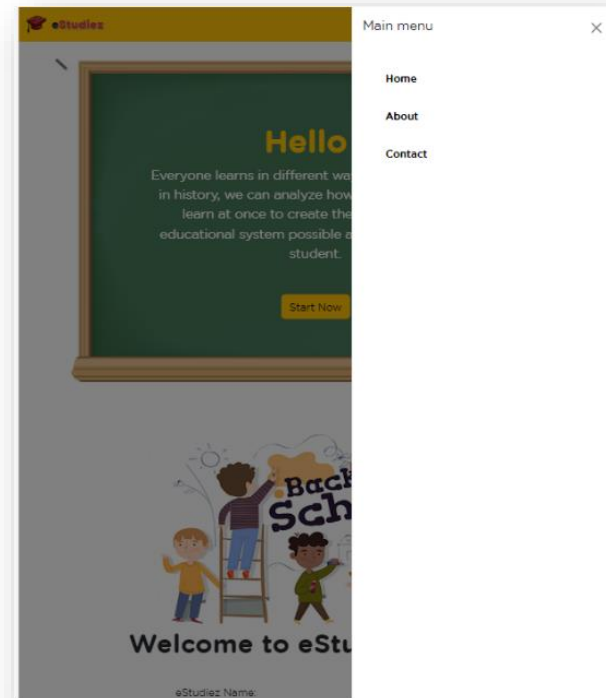 eStudiez
Main menu
Home
About
Contact
Hello
Everyone learns in different
in history, we can analyze how
learn at once to create the
educational system possible
student.
Start Now
Back
Sch
Welcome to eStu
eStudiez Name: